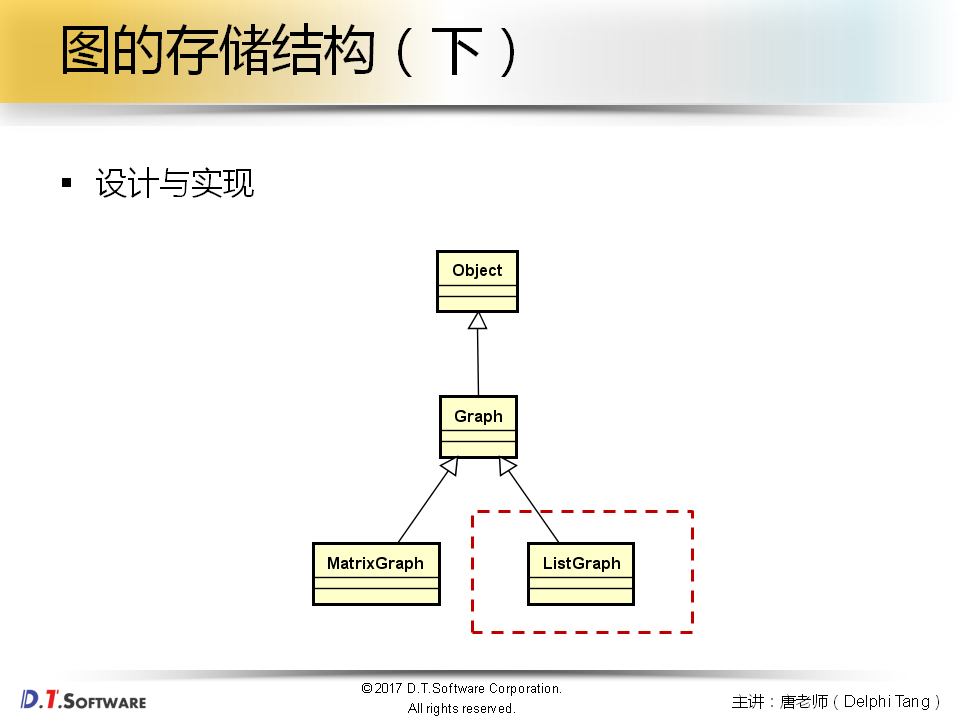 图的存储结构（下）
▪ 设计与实现
Object
Graph
MatrixGraph
ListGraph
D.T.SOFTWARE
©2017 D.T.Software Corporation.
All rights reserved.
主讲：唐老师（Delphi Tang）